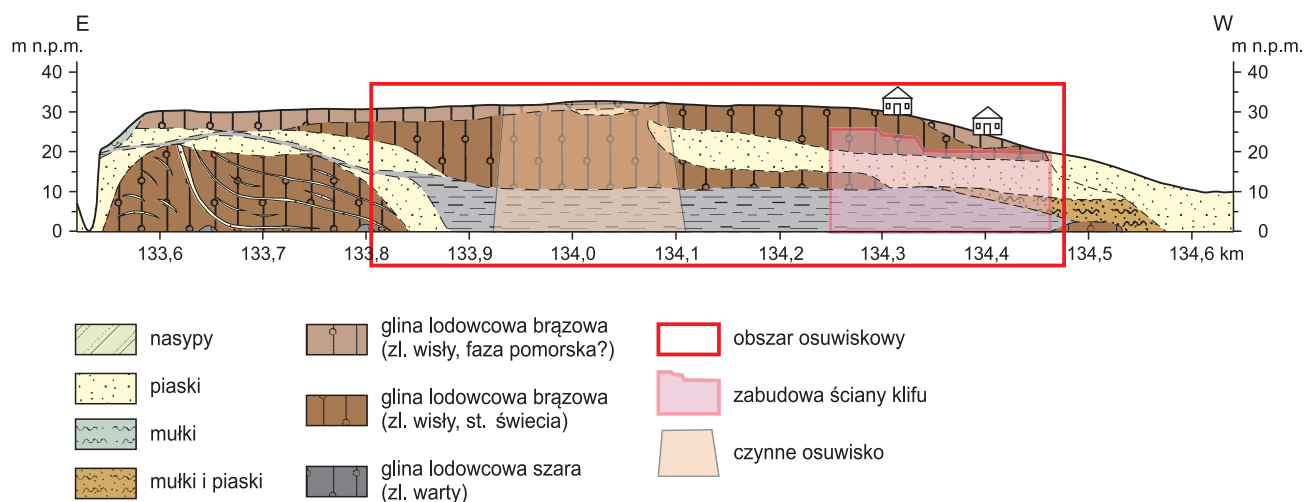 E
W
m n.p.m.
m n.p.m.
40
40
30
30
20
20
10
10
0
0
133,6
133,7
133,8
133,9
134,0
134,1
134,2
134,3
134,4
134,5
134,6 km
nasypy
piaski
mułki
mułki i piaski
glina lodowcowa brązowa
(zl. wisły, faza pomorska?)
glina lodowcowa brązowa
(zl. wisły, st. świecia)
glina lodowcowa szara
(zl. warty)
obszar osuwiskowy
zabudowa ściany klifu
czynne osuwisko